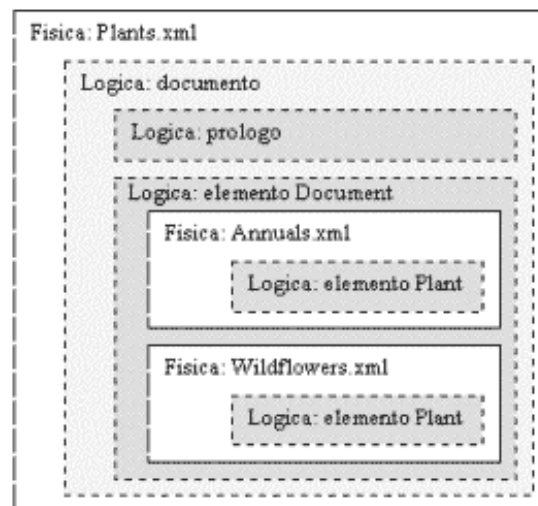 Fisica: Plants.xml
Logica: documento
Logica: prologo
Logica: elemento Document
Fisica: Annuals.xml
Logica: elemento Plant
Fisica: Wildflowers.xml
Logica: elemento Plant